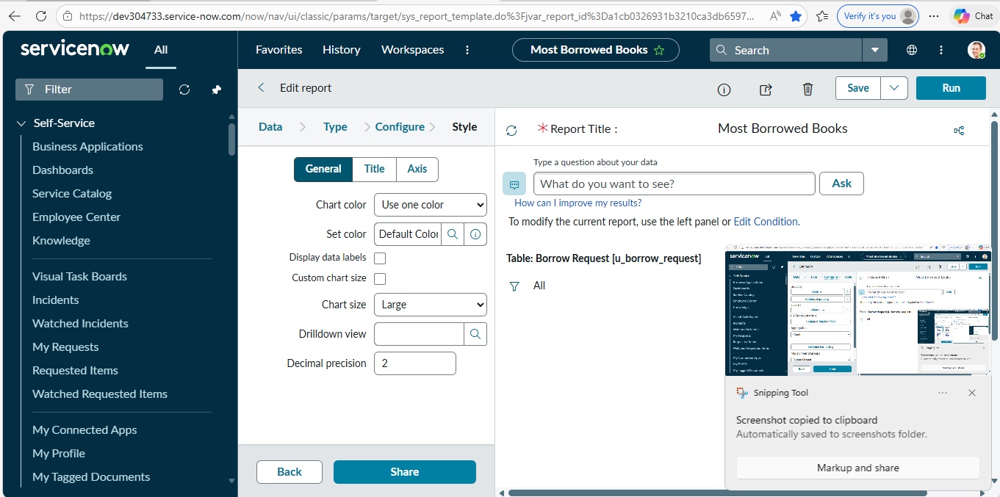 https://dev304733.service-now.com/now/nav/ui/classic/params/target/sys_report_template.do%3Fjvar_report_id%3Da1cb0326931b3210ca3db6597...
Verify it's you
Chat
servicenow
All
Favorites
History
Workspaces
Most Borrowed Books
Search
Filter
Self-Service
Business Applications
Dashboards
Service Catalog
Employee Center
Knowledge
Visual Task Boards
Incidents
Watched Incidents
My Requests
Requested Items
Watched Requested Items
My Connected Apps
My Profile
My Tagged Documents
Edit report
Save
Run
Data
Type
Configure
Style
General
Title
Axis
Chart color
Use one color
Set color
Default Color
Display data labels
Custom chart size
Chart size
Large
Drilldown view
Decimal precision
2
Back
Share
Report Title :
Most Borrowed Books
Type a question about your data
What do you want to see?
Ask
How can I improve my results?
To modify the current report, use the left panel or Edit Condition.
Table: Borrow Request [u_borrow_request]
All
Snipping Tool
Screenshot copied to clipboard
Automatically saved to screenshots folder.
Markup and share